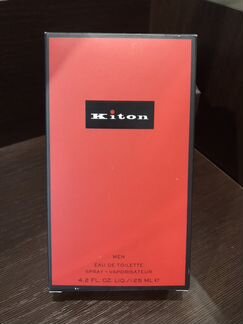 Kiton
MEN
EAU DE TOILETTE
SPRAY - VAPORISATEUR
4.2 FL. OZ. LIQ / 125 ML ℮